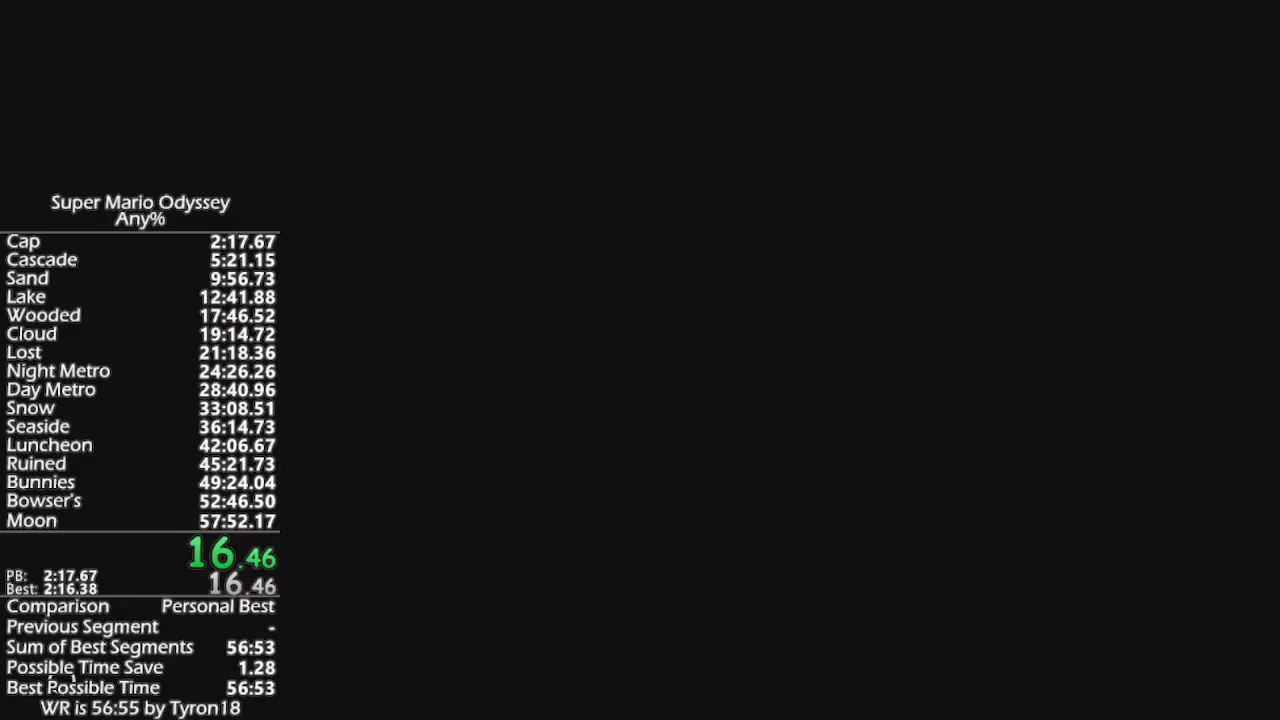 Super Mario Odyssey
Any%
Cap 2:17.67
Cascade 5:21.15
Sand 9:56.73
Lake 12:41.88
Wooded 17:46.52
Cloud 19:14.72
Lost 21:18.36
Night Metro 24:26.26
Day Metro 28:40.96
Snow 33:08.51
Seaside 36:14.73
Luncheon 42:06.67
Ruined 45:21.73
Bunnies 49:24.04
Bowser's 52:46.50
Moon 57:52.17
16.46
PB: 2:17.67
Best: 2:16.38 16.46
Comparison Personal Best
Previous Segment -
Sum of Best Segments 56:53
Possible Time Save 1.28
Best Possible Time 56:53
WR is 56:55 by Tyron18